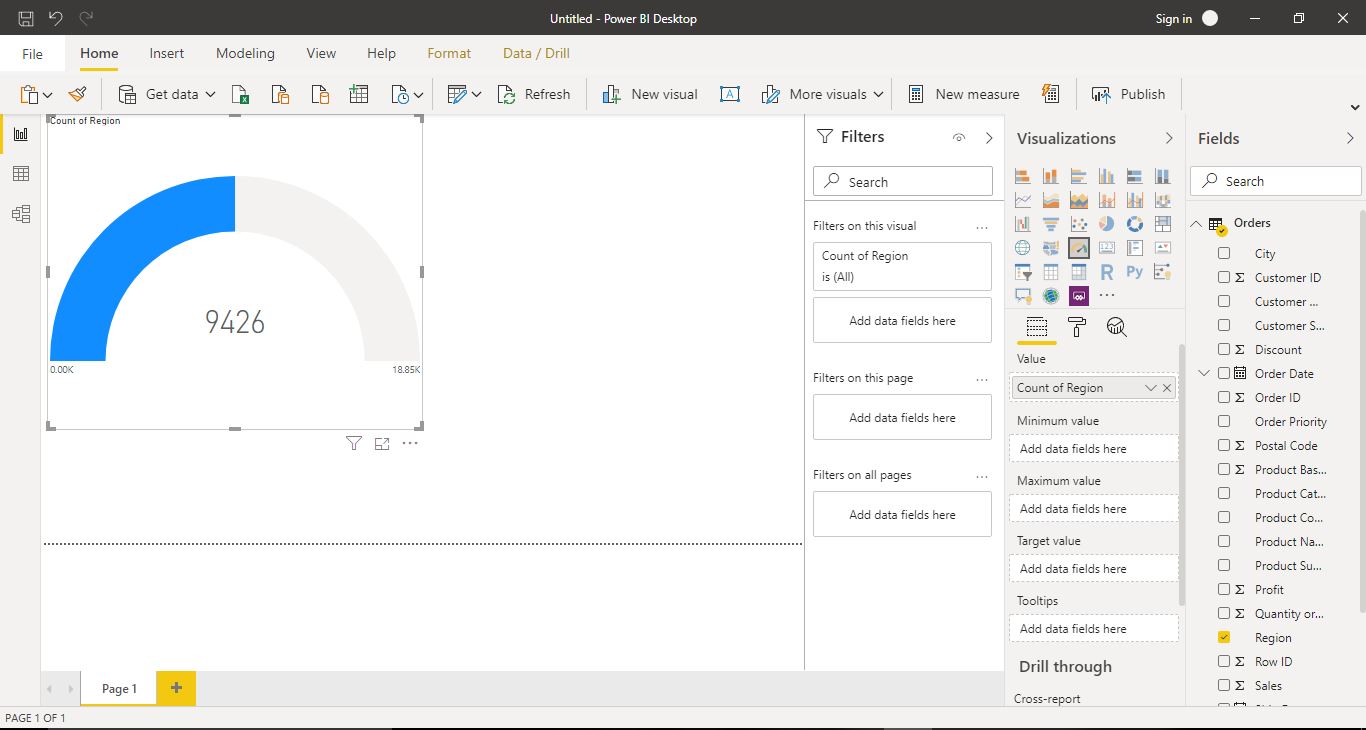 Untitled - Power BI Desktop
Sign in
File
Home
Insert
Modeling
View
Help
Format
Data / Drill
Get data
Refresh
New visual
More visuals
New measure
Publish
Count of Region
9426
0.00K
18.85K
Filters
Search
Filters on this visual
...
Count of Region
is (All)
Add data fields here
Filters on this page
...
Add data fields here
Filters on all pages
...
Add data fields here
Visualizations
123
R
Py
...
Value
Count of Region
Minimum value
Add data fields here
Maximum value
Add data fields here
Target value
Add data fields here
Tooltips
Add data fields here
Drill through
Cross-report
Fields
Search
Orders
City
Σ Customer ID
Customer ...
Customer S...
Σ Discount
Order Date
Σ Order ID
Order Priority
Σ Postal Code
Σ Product Bas...
Product Cat...
Product Co...
Product Na...
Product Su...
Σ Profit
Σ Quantity or...
Region
Σ Row ID
Σ Sales
Page 1
+
PAGE 1 OF 1